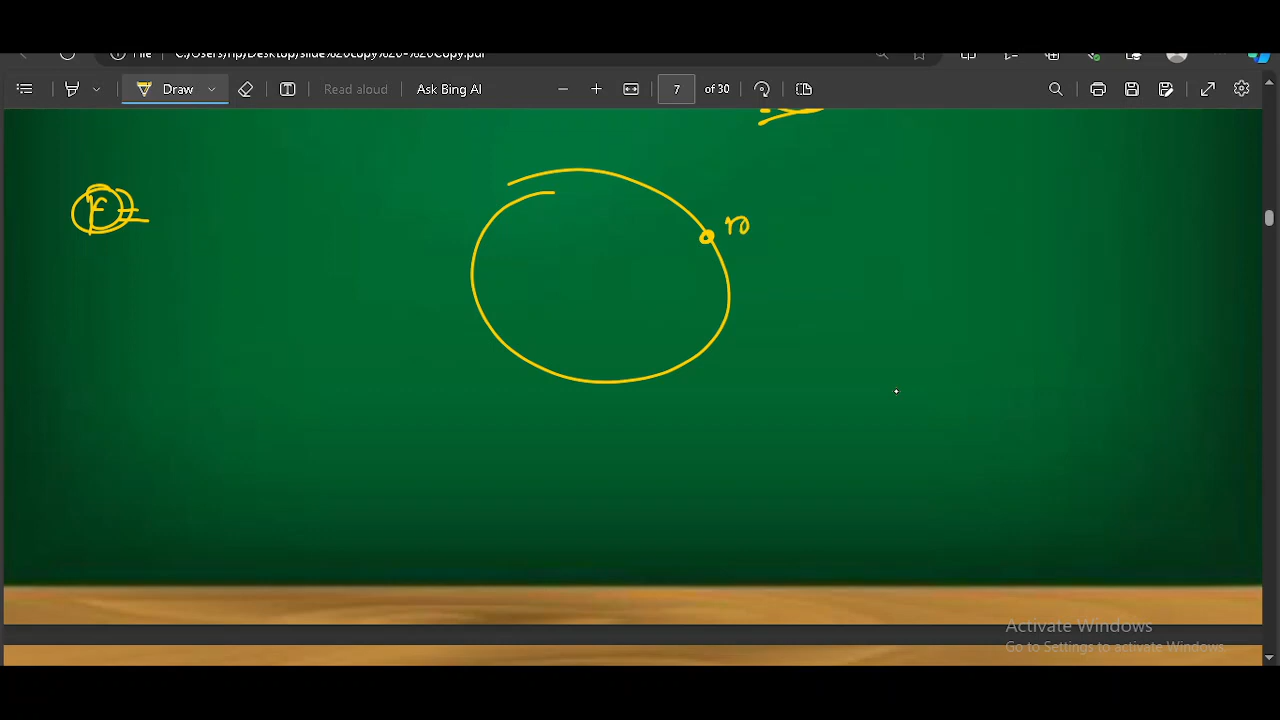 File C:/Users/hp/Desktop/slide%20copy%20-%20Copy.pdf
Draw Read aloud Ask Bing AI 7 of 30
Activate Windows
Go to Settings to activate Windows.